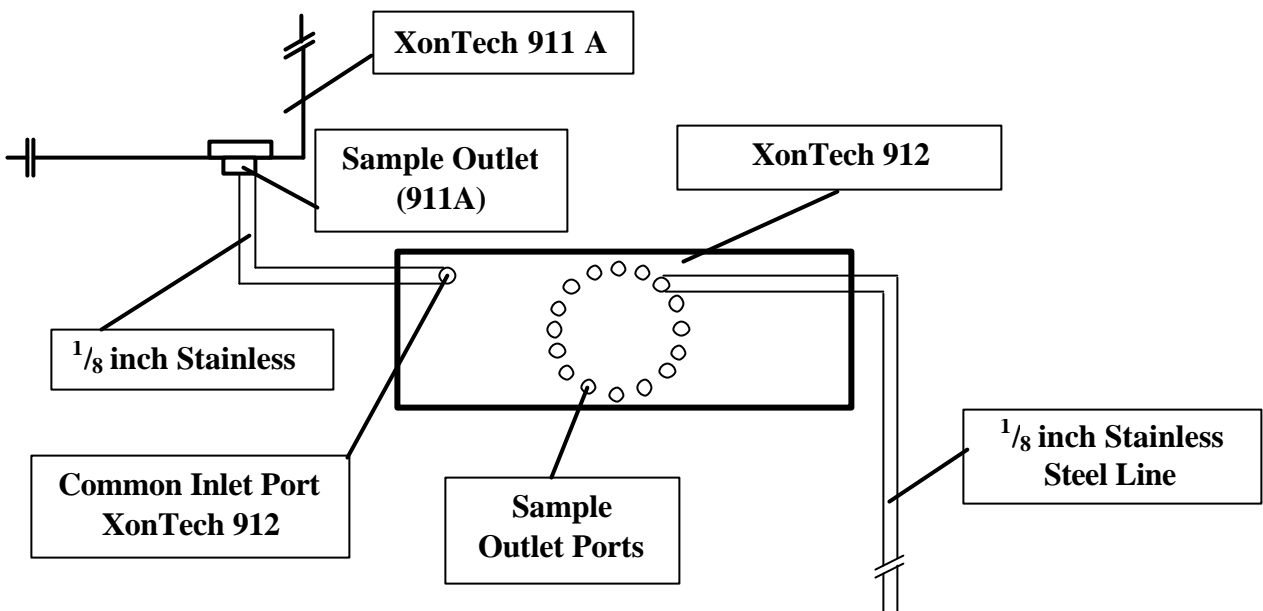 XonTech 911 A
Sample Outlet
(911A)
XonTech 912
1/8 inch Stainless
Common Inlet Port
XonTech 912
Sample
Outlet Ports
1/8 inch Stainless
Steel Line